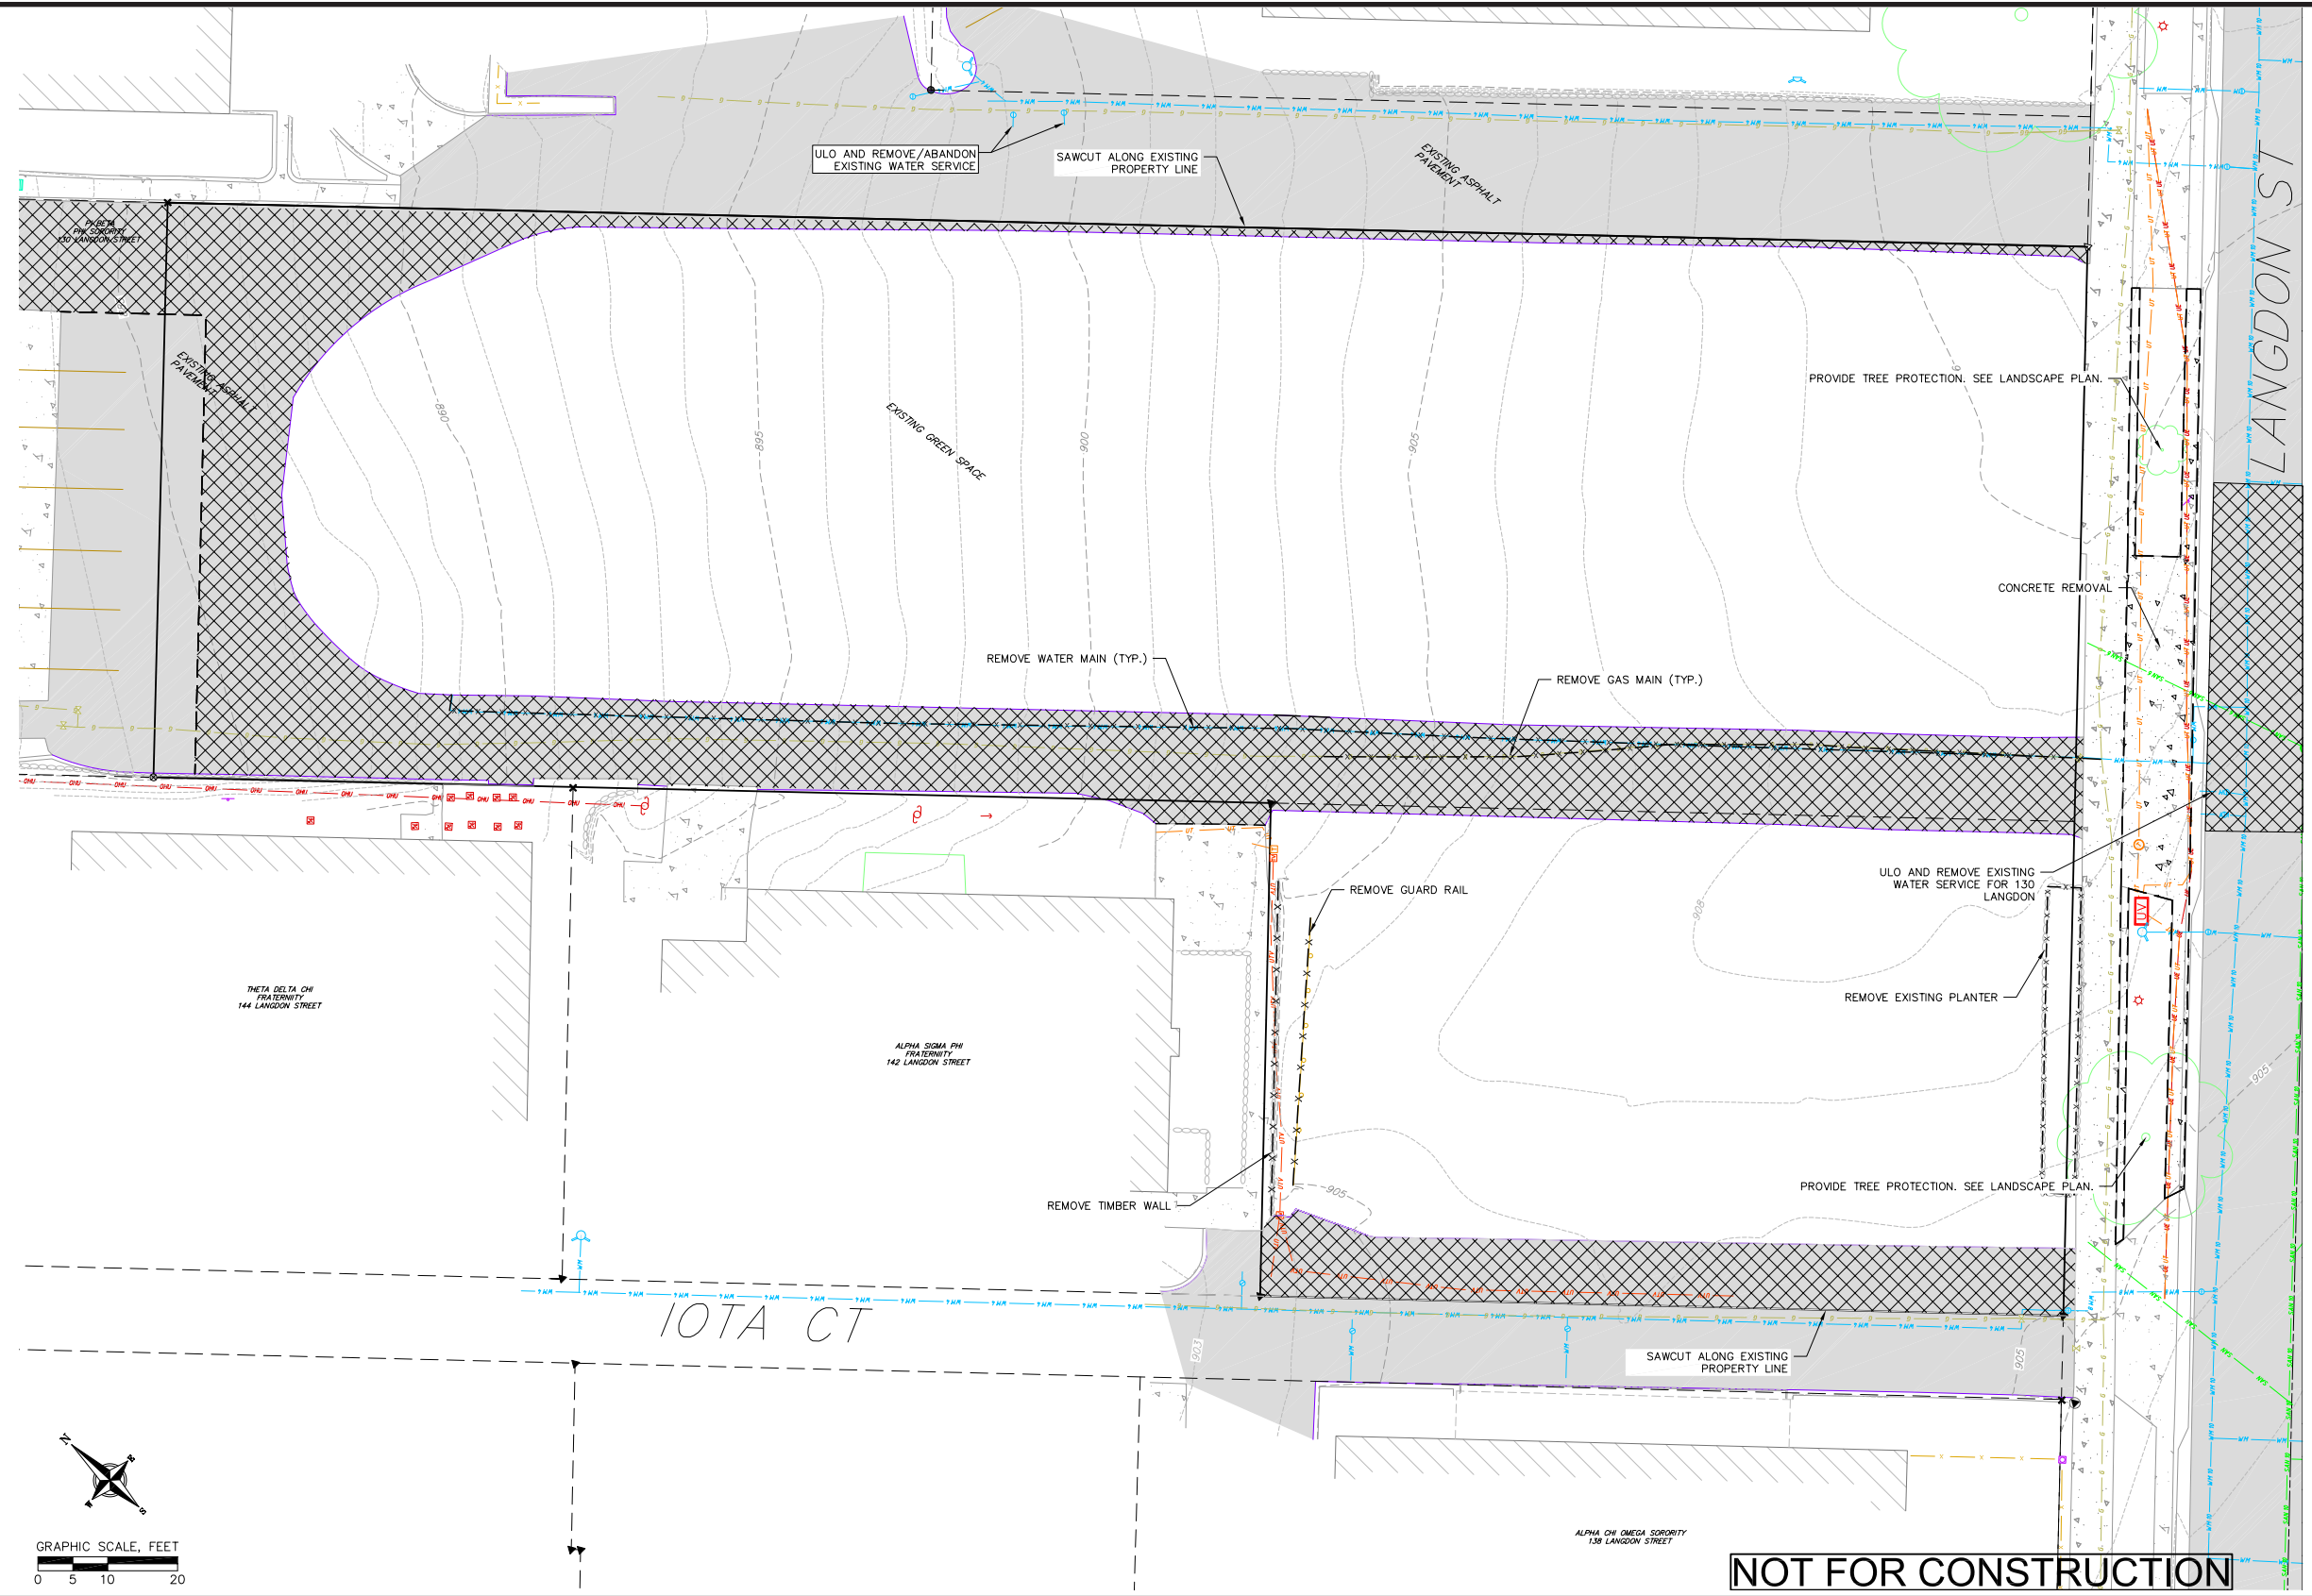 ULO AND REMOVE/ABANDON
EXISTING WATER SERVICE
SAWCUT ALONG EXISTING
PROPERTY LINE
EXISTING ASPHALT
PAVEMENT
LANGDON ST
PI BETA
PHI SORORITY
130 LANGDON STREET
EXISTING ASPHALT
PAVEMENT
890
895
900
905
EXISTING GREEN SPACE
PROVIDE TREE PROTECTION. SEE LANDSCAPE PLAN.
CONCRETE REMOVAL
REMOVE WATER MAIN (TYP.)
REMOVE GAS MAIN (TYP.)
ULO AND REMOVE EXISTING
WATER SERVICE FOR 130
LANGDON
REMOVE GUARD RAIL
908
UV
REMOVE EXISTING PLANTER
THETA DELTA CHI
FRATERNIITY
144 LANGDON STREET
ALPHA SIGMA PHI
FRATERNIITY
142 LANGDON STREET
905
905
PROVIDE TREE PROTECTION. SEE LANDSCAPE PLAN.
REMOVE TIMBER WALL
IOTA CT
903
905
SAWCUT ALONG EXISTING
PROPERTY LINE
N
E
W
S
GRAPHIC SCALE, FEET
0 5 10 20
ALPHA CHI OMEGA SORORITY
138 LANGDON STREET
NOT FOR CONSTRUCTION